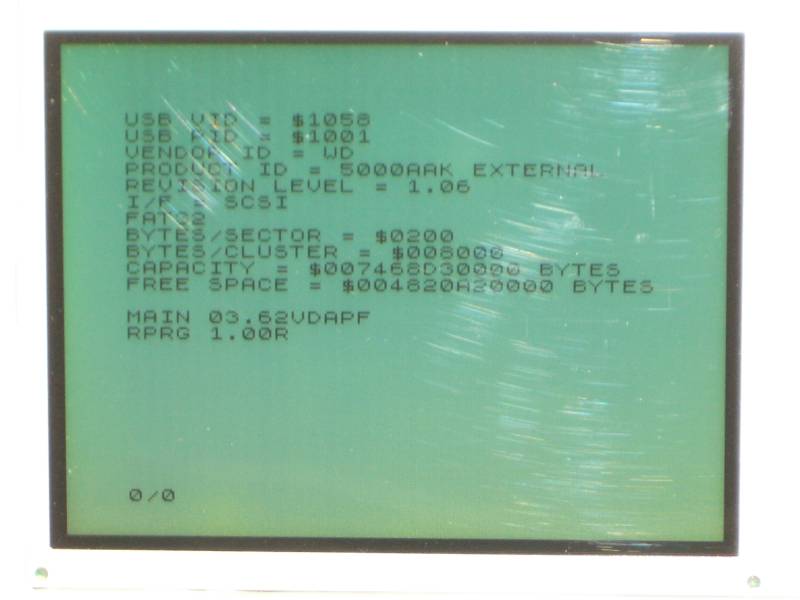 USB VID = $1058
USB PID = $1001
VENDOR ID = WD
PRODUCT ID = 5000AAK EXTERNAL
REVISION LEVEL = 1.06
I/F = SCSI
FAT32
BYTES/SECTOR = $0200
BYTES/CLUSTER = $008000
CAPACITY = $007468D30000 BYTES
FREE SPACE = $004820A20000 BYTES
MAIN 03.62VDAPF
RPRG 1.00R
0/0